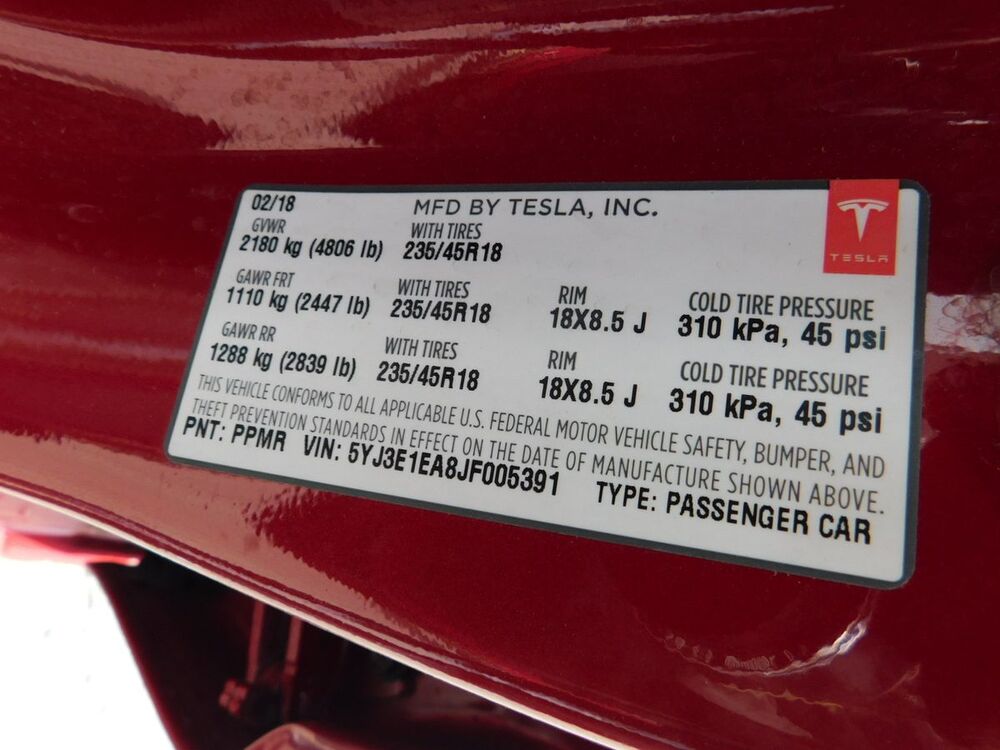 02/18 MFD BY TESLA, INC.
TESLA
GVWR WITH TIRES
2180 kg (4806 lb) 235/45R18
GAWR FRT WITH TIRES RIM COLD TIRE PRESSURE
1110 kg (2447 lb) 235/45R18 18X8.5 J 310 kPa, 45 psi
GAWR RR WITH TIRES RIM COLD TIRE PRESSURE
1288 kg (2839 lb) 235/45R18 18X8.5 J 310 kPa, 45 psi
THIS VEHICLE CONFORMS TO ALL APPLICABLE U.S. FEDERAL MOTOR VEHICLE SAFETY, BUMPER, AND
THEFT PREVENTION STANDARDS IN EFFECT ON THE DATE OF MANUFACTURE SHOWN ABOVE.
PNT: PPMR VIN: 5YJ3E1EA8JF005391 TYPE: PASSENGER CAR